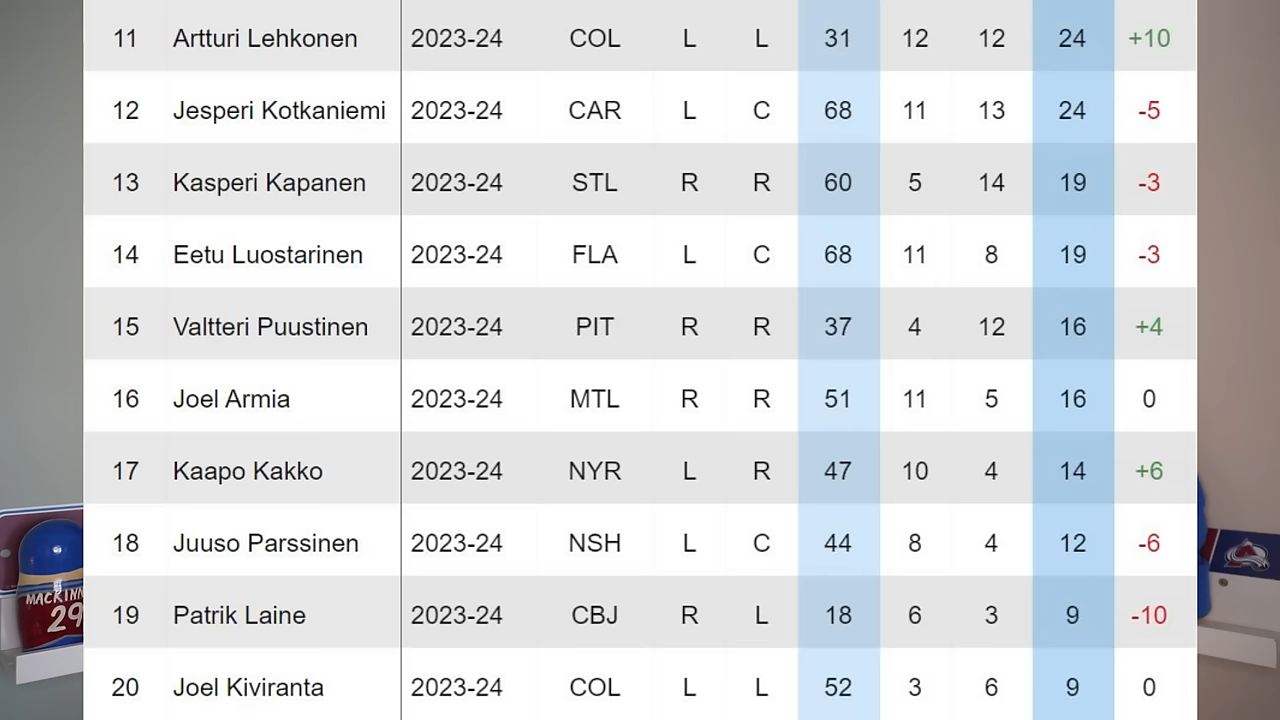 11 Artturi Lehkonen 2023-24 COL L L 31 12 12 24 +10
12 Jesperi Kotkaniemi 2023-24 CAR L C 68 11 13 24 -5
13 Kasperi Kapanen 2023-24 STL R R 60 5 14 19 -3
14 Eetu Luostarinen 2023-24 FLA L C 68 11 8 19 -3
15 Valtteri Puustinen 2023-24 PIT R R 37 4 12 16 +4
16 Joel Armia 2023-24 MTL R R 51 11 5 16 0
17 Kaapo Kakko 2023-24 NYR L R 47 10 4 14 +6
18 Juuso Parssinen 2023-24 NSH L C 44 8 4 12 -6
19 Patrik Laine 2023-24 CBJ R L 18 6 3 9 -10
20 Joel Kiviranta 2023-24 COL L L 52 3 6 9 0
MACKINN
29